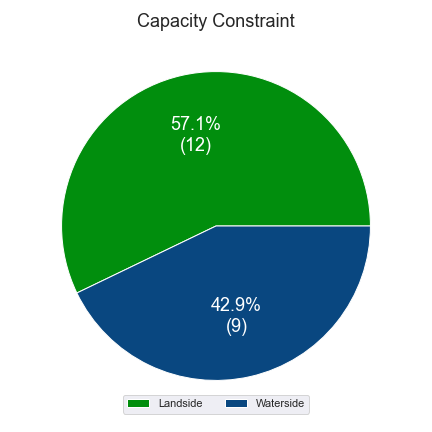 Capacity Constraint
57.1%
(12)
42.9%
(9)
Landside
Waterside